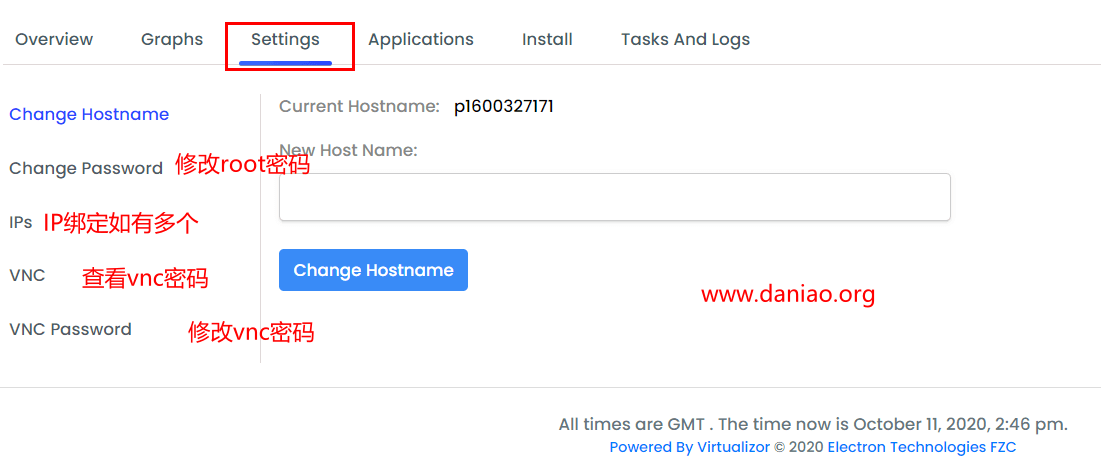 Overview Graphs Settings Applications Install Tasks And Logs
Change Hostname
Change Password 修改root密码
IPs IP绑定如有多个
VNC 查看vnc密码
VNC Password 修改vnc密码
Current Hostname: p1600327171
New Host Name:
Change Hostname
www.daniao.org
All times are GMT . The time now is October 11, 2020, 2:46 pm.
Powered By Virtualizor © 2020 Electron Technologies FZC